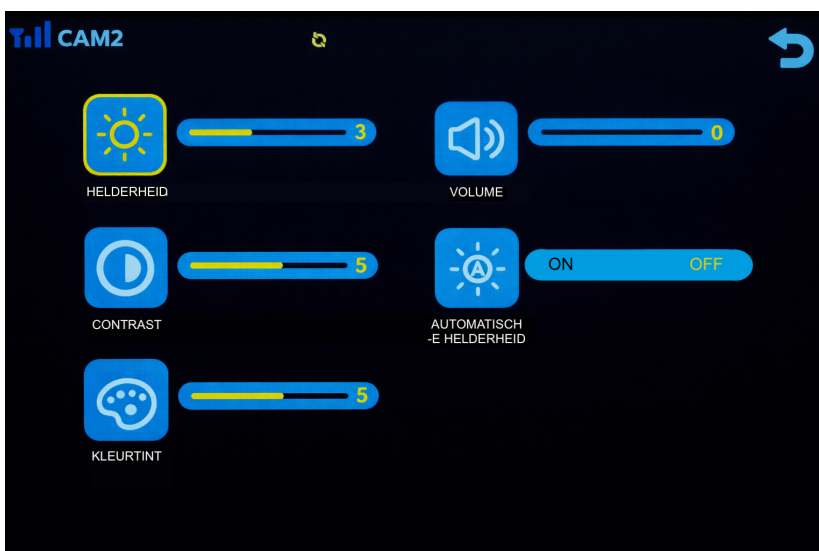 CAM2
3
0
HELDERHEID
VOLUME
5
ON OFF
CONTRAST
AUTOMATISCH
-E HELDERHEID
5
KLEURTINT